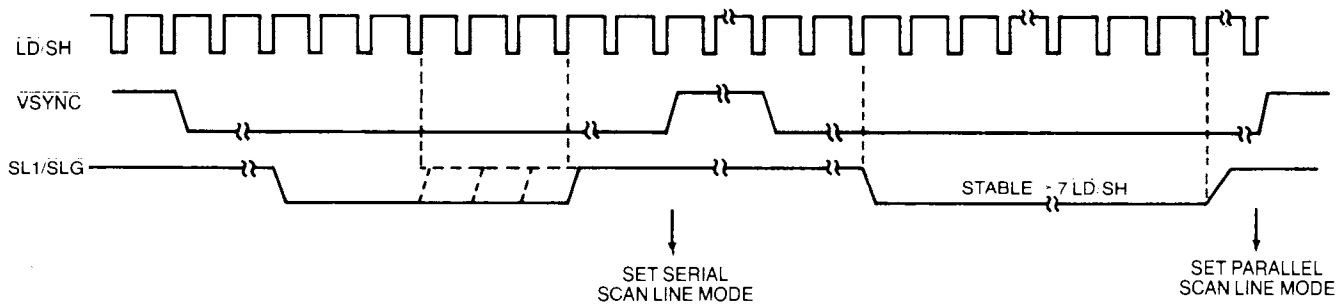 LD/SH
VSYNC
SL1/SLG
STABLE > 7 LD/SH
SET SERIAL
SCAN LINE MODE
SET PARALLEL
SCAN LINE MODE